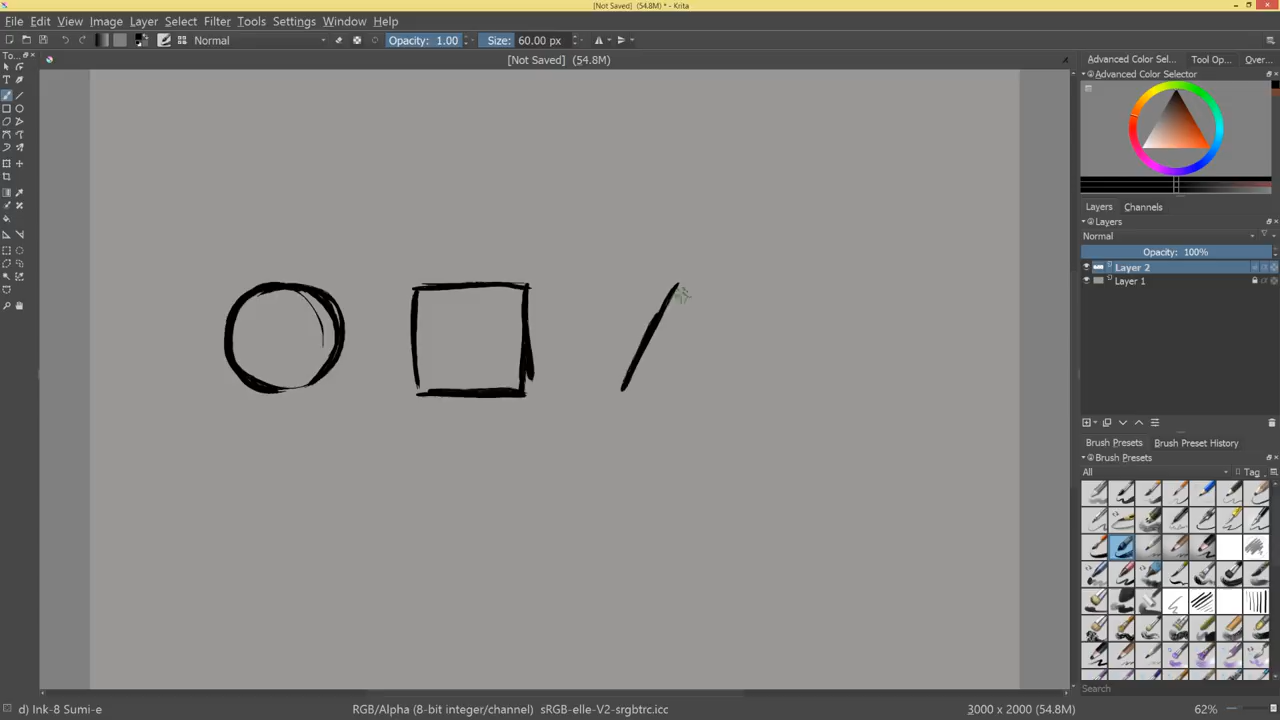 [Not Saved] (54.8M) * - Krita
File Edit View Image Layer Select Filter Tools Settings Window Help
Normal Opacity: 1.00 Size: 60.00 px
To...
[Not Saved] (54.8M)
Advanced Color Sel... Tool Op... Over...
Advanced Color Selector
Layers Channels
Layers
Normal
Opacity: 100%
Layer 2
Layer 1
Brush Presets Brush Preset History
Brush Presets
All Tag
Search
d) Ink-8 Sumi-e RGB/Alpha (8-bit integer/channel) sRGB-elle-V2-srgbtrc.icc 3000 x 2000 (54.8M) 62%